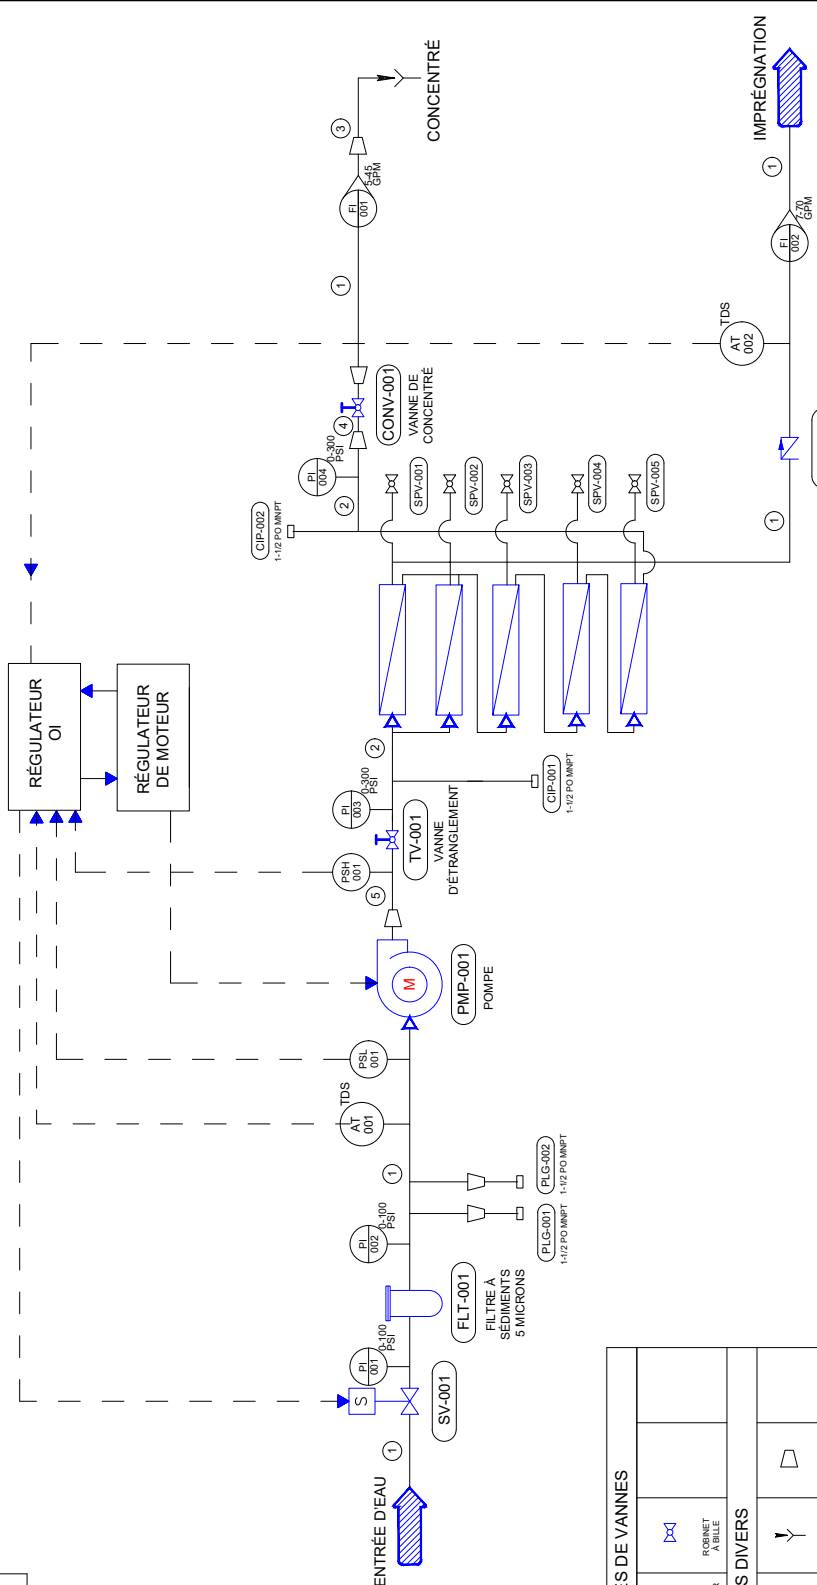 CONCENTRÉ
IMPRÉGNATION
3
5-45
GPM
FI
001
1
1
7-70
GPM
FI
002
TDS
AT
002
CONV-001
VANNE DE
CONCENTRÉ
4
0-300
PSI
PI
004
2
CIP-002
1-1/2 PO MNPT
SPV-001
SPV-002
SPV-003
SPV-004
SPV-005
1
RÉGULATEUR
OI
RÉGULATEUR
DE MOTEUR
2
0-300
PSI
PI
003
CIP-001
1-1/2 PO MNPT
TV-001
VANNE
D'ÉTRANGLEMENT
PSH
001
5
M
PMP-001
POMPE
PSL
001
TDS
AT
001
1
PLG-002
1-1/2 PO MNPT
PLG-001
1-1/2 PO MNPT
0-100
PSI
PI
002
FLT-001
FILTRE À
SÉDIMENTS
5 MICRONS
0-100
PSI
PI
001
S
SV-001
1
ENTRÉE D'EAU
ES DE VANNES
ROBINET
À BILLE
S DIVERS